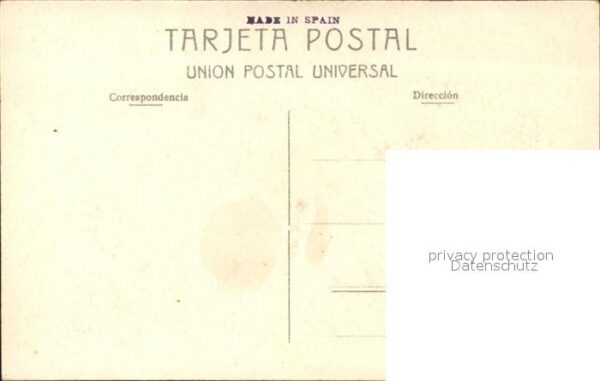 MADE IN SPAIN
TARJETA POSTAL
UNION POSTAL UNIVERSAL
Correspondencia
Dirección
privacy protection
Datenschutz